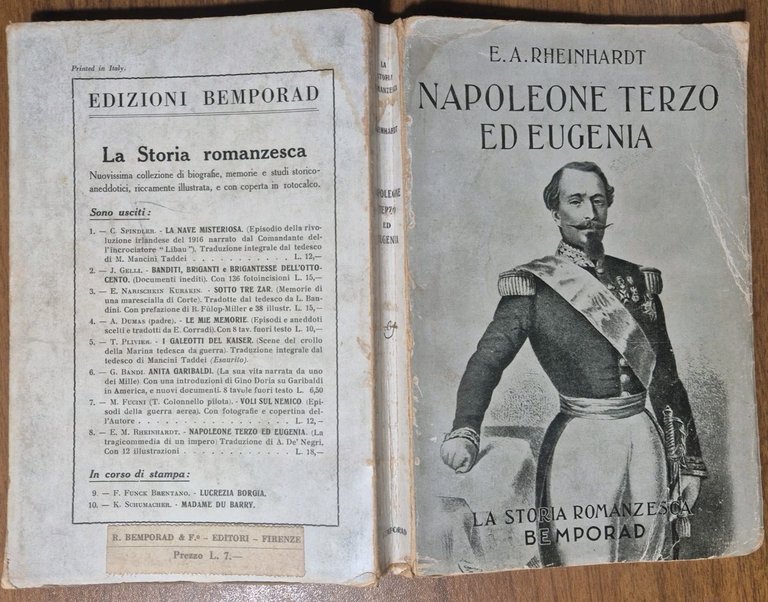 Printed in Italy.
EDIZIONI BEMPORAD
La Storia romanzesca
Nuovissima collezione di biografie, memorie e studi storico-
aneddotici, riccamente illustrata, e con coperta in rotocalco.
Sono usciti:
1. — C. SPINDLER. - LA NAVE MISTERIOSA. (Episodio della rivo-
luzione irlandese del 1916 narrato dal Comandante del-
l'incrociatore "Libau"). Traduzione integrale dal tedesco
di M. Mancini Taddei . . . . . . . . . . L. 12,—
2. — J. GELLI. - BANDITI, BRIGANTI e BRIGANTESSE DELL'OTTO-
CENTO. (Documenti inediti). Con 136 fotoincisioni L. 15,—
3. — E. NARISCHKIN KURAKIN. - SOTTO TRE ZAR. (Memorie di
una marescialla di Corte). Tradotte dal tedesco da L. Ban-
dini. Con prefazione di R. Fülop-Miller e 38 illustr. L. 15,—
4. — A. DUMAS (padre). - LE MIE MEMORIE. (Episodi e aneddoti
scelti e tradotti da E. Corradi). Con 8 tav. fuori testo L. 10,—
5. — T. PLIVIER. - I GALEOTTI DEL KAISER. (Scene del crollo
della Marina tedesca da guerra). Traduzione integrale dal
tedesco di Mancini Taddei (Esaurito).
6. — G. BANDI. ANITA GARIBALDI. (La sua vita narrata da uno
dei Mille) Con una introduzione di Gino Doria su Garibaldi
in America, e nuovi documenti. 8 tavole fuori testo L. 6,50
7. — M. FUCINI (T. Colonnello pilota). - VOLI SUL NEMICO. (Epi-
sodi della guerra aerea). Con fotografie e copertina del-
l'Autore . . . . . . . . . . . . . . L. 12,—
8. — E. M. RHEINHARDT. - NAPOLEONE TERZO ED EUGENIA. (La
tragicommedia di un impero) Traduzione di A. De' Negri.
Con 12 illustrazioni . . . . . . . . . . L. 18,—
In corso di stampa:
9. — F. FUNCK BRENTANO. - LUCREZIA BORGIA.
10. — K. SCHUMACHER. - MADAME DU BARRY.
R. BEMPORAD & F.° - EDITORI - FIRENZE
Prezzo L. 7.—
LA
STORIA
ROMANZESCA
HEINHARDT
APOLEONE
TERZO
ED
EUGENIA
E. A. RHEINHARDT
NAPOLEONE TERZO
ED EUGENIA
LA STORIA ROMANZESCA
BEMPORAD